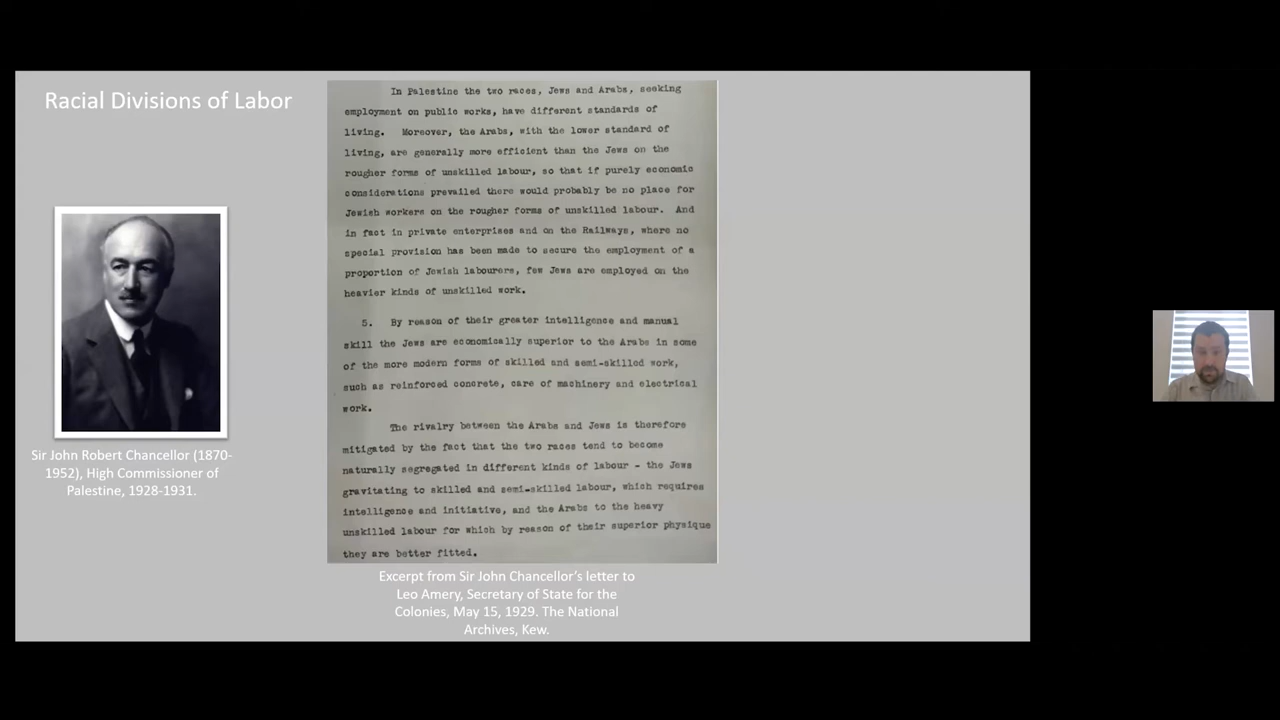 Racial Divisions of Labor
In Palestine the two races, Jews and Arabs, seeking
employment on public works, have different standards of
living. Moreover, the Arabs, with the lower standard of
living, are generally more efficient than the Jews on the
rougher forms of unskilled labour, so that if purely economic
considerations prevailed there would probably be no place for
Jewish workers on the rougher forms of unskilled labour. And
in fact in private enterprises and on the Railways, where no
special provision has been made to secure the employment of a
proportion of Jewish labourers, few Jews are employed on the
heavier kinds of unskilled work.
5. By reason of their greater intelligence and manual
skill the Jews are economically superior to the Arabs in some
of the more modern forms of skilled and semi-skilled work,
such as reinforced concrete, care of machinery and electrical
work.
The rivalry between the Arabs and Jews is therefore
mitigated by the fact that the two races tend to become
naturally segregated in different kinds of labour - the Jews
gravitating to skilled and semi-skilled labour, which requires
intelligence and initiative, and the Arabs to the heavy
unskilled labour for which by reason of their superior physique
they are better fitted.
Sir John Robert Chancellor (1870-
1952), High Commissioner of
Palestine, 1928-1931.
Excerpt from Sir John Chancellor's letter to
Leo Amery, Secretary of State for the
Colonies, May 15, 1929. The National
Archives, Kew.